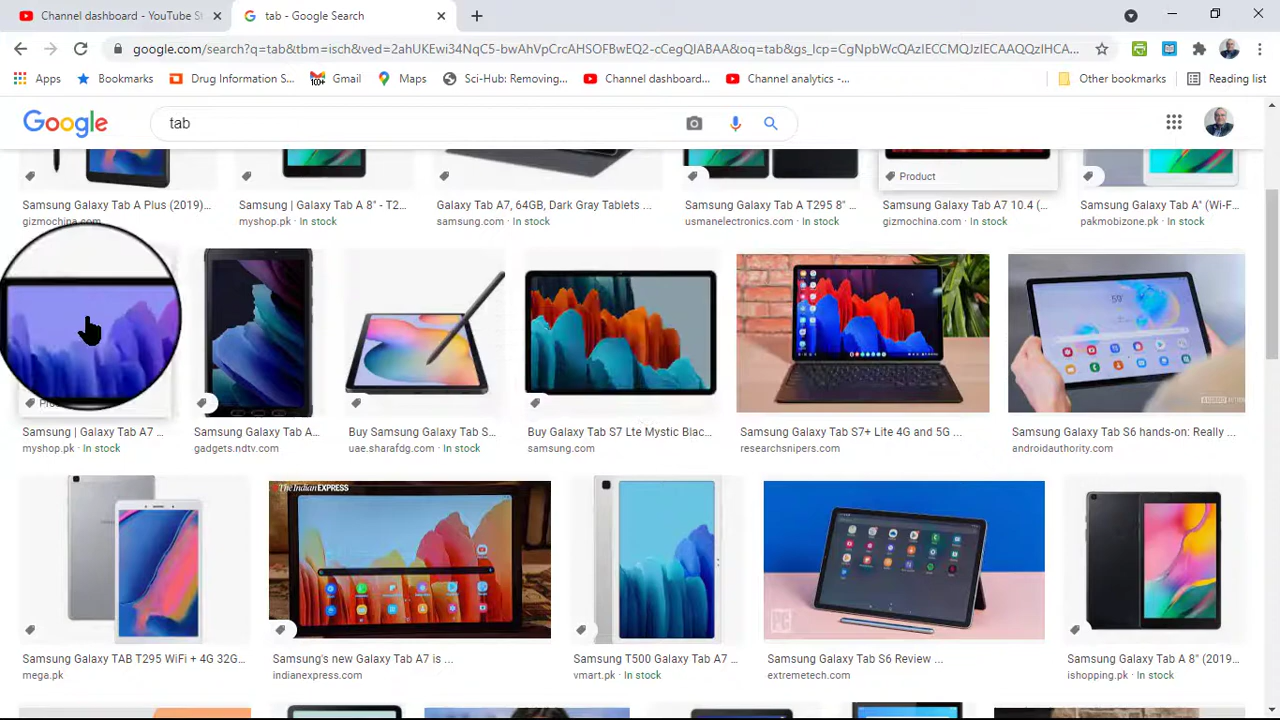 Channel dashboard - YouTube St
tab - Google Search
google.com/search?q=tab&tbm=isch&ved=2ahUKEwi34NqC5-bwAhVpCrcAHSOFBwEQ2-cCegQIABAA&oq=tab&gs_lcp=CgNpbWcQAzIECCMQJzIECAAQQzIHCA...
Apps
Bookmarks
Drug Information S...
100+
Gmail
Maps
Sci-Hub: Removing...
Channel dashboard...
Channel analytics -...
Other bookmarks
Reading list
Google
tab
Product
Samsung Galaxy Tab A Plus (2019)...
Samsung | Galaxy Tab A 8" - T2...
Galaxy Tab A7, 64GB, Dark Gray Tablets ...
Samsung Galaxy Tab A T295 8" ...
Samsung Galaxy Tab A7 10.4 (...
Samsung Galaxy Tab A" (Wi-F...
gizmochina.com
myshop.pk · In stock
samsung.com · In stock
usmanelectronics.com · In stock
gizmochina.com · In stock
pakmobizone.pk · In stock
Samsung | Galaxy Tab A7 ...
Samsung Galaxy Tab A...
Buy Samsung Galaxy Tab S...
Buy Galaxy Tab S7 Lte Mystic Blac...
Samsung Galaxy Tab S7+ Lite 4G and 5G ...
Samsung Galaxy Tab S6 hands-on: Really ...
myshop.pk · In stock
gadgets.ndtv.com
uae.sharafdg.com · In stock
samsung.com
researchsnipers.com
androidauthority.com
The Indian EXPRESS
PC
Samsung Galaxy TAB T295 WiFi + 4G 32G...
Samsung's new Galaxy Tab A7 is ...
Samsung T500 Galaxy Tab A7 ...
Samsung Galaxy Tab S6 Review ...
Samsung Galaxy Tab A 8" (2019...
mega.pk
indianexpress.com
vmart.pk · In stock
extremetech.com
ishopping.pk · In stock